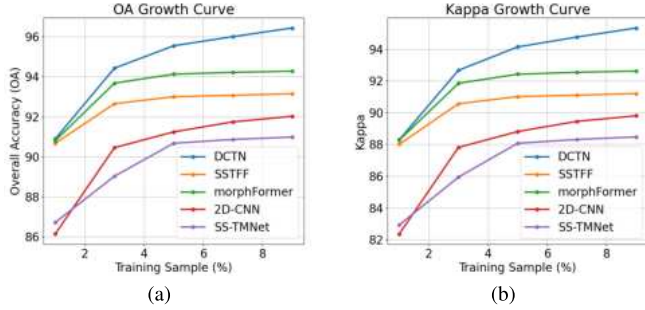 OA Growth Curve
Overall Accuracy (OA)
96
94
92
90
88
86
DCTN
SSTFF
morphFormer
2D-CNN
SS-TMNet
2 4 6 8
Training Sample (%)
(a)
Kappa Growth Curve
Kappa
94
92
90
88
86
84
82
DCTN
SSTFF
morphFormer
2D-CNN
SS-TMNet
2 4 6 8
Training Sample (%)
(b)